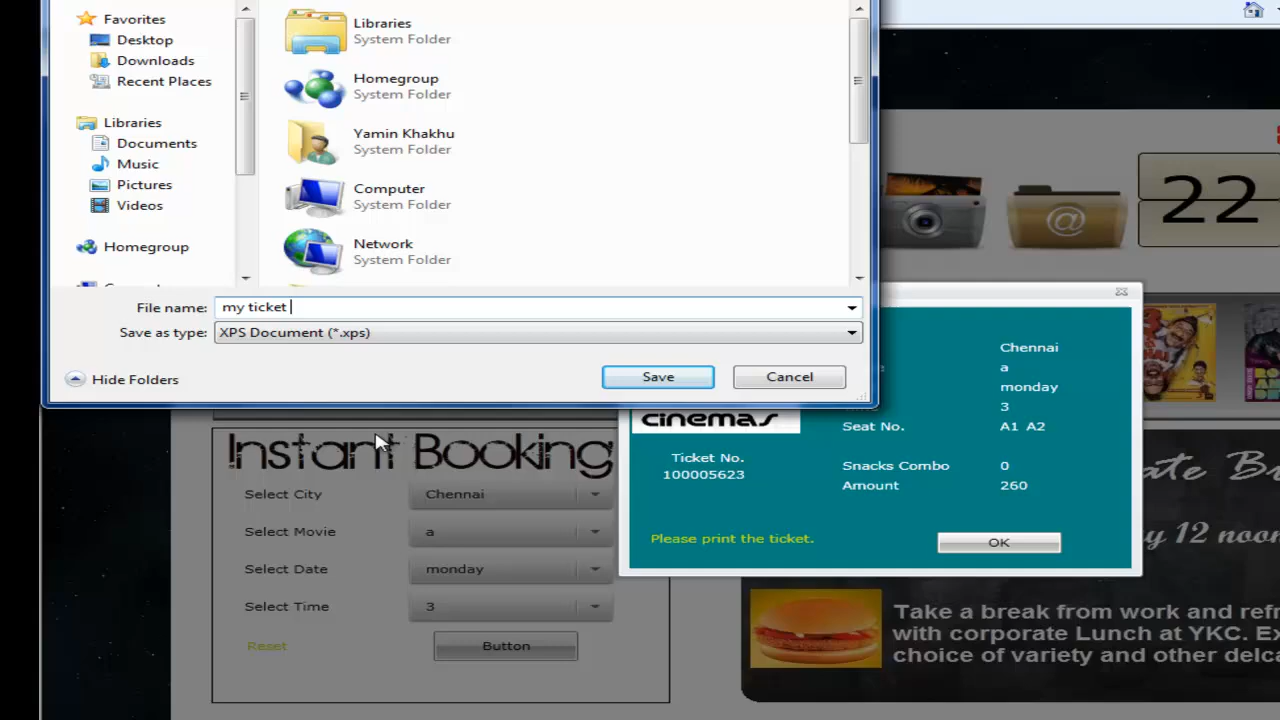 Favorites
Desktop
Downloads
Recent Places
Libraries
Documents
Music
Pictures
Videos
Homegroup
Libraries
System Folder
Homegroup
System Folder
Yamin Khakhu
System Folder
Computer
System Folder
Network
System Folder
File name: my ticket
Save as type: XPS Document (*.xps)
Hide Folders
Save
Cancel
@
22
Chennai
a
monday
3
Seat No. A1 A2
Snacks Combo 0
Amount 260
cinemas
Ticket No.
100005623
Please print the ticket.
OK
Instant Booking
Select City Chennai
Select Movie a
Select Date monday
Select Time 3
Reset
Button
12 noon
Take a break from work and refr
with corporate Lunch at YKC. Ex
choice of variety and other delca